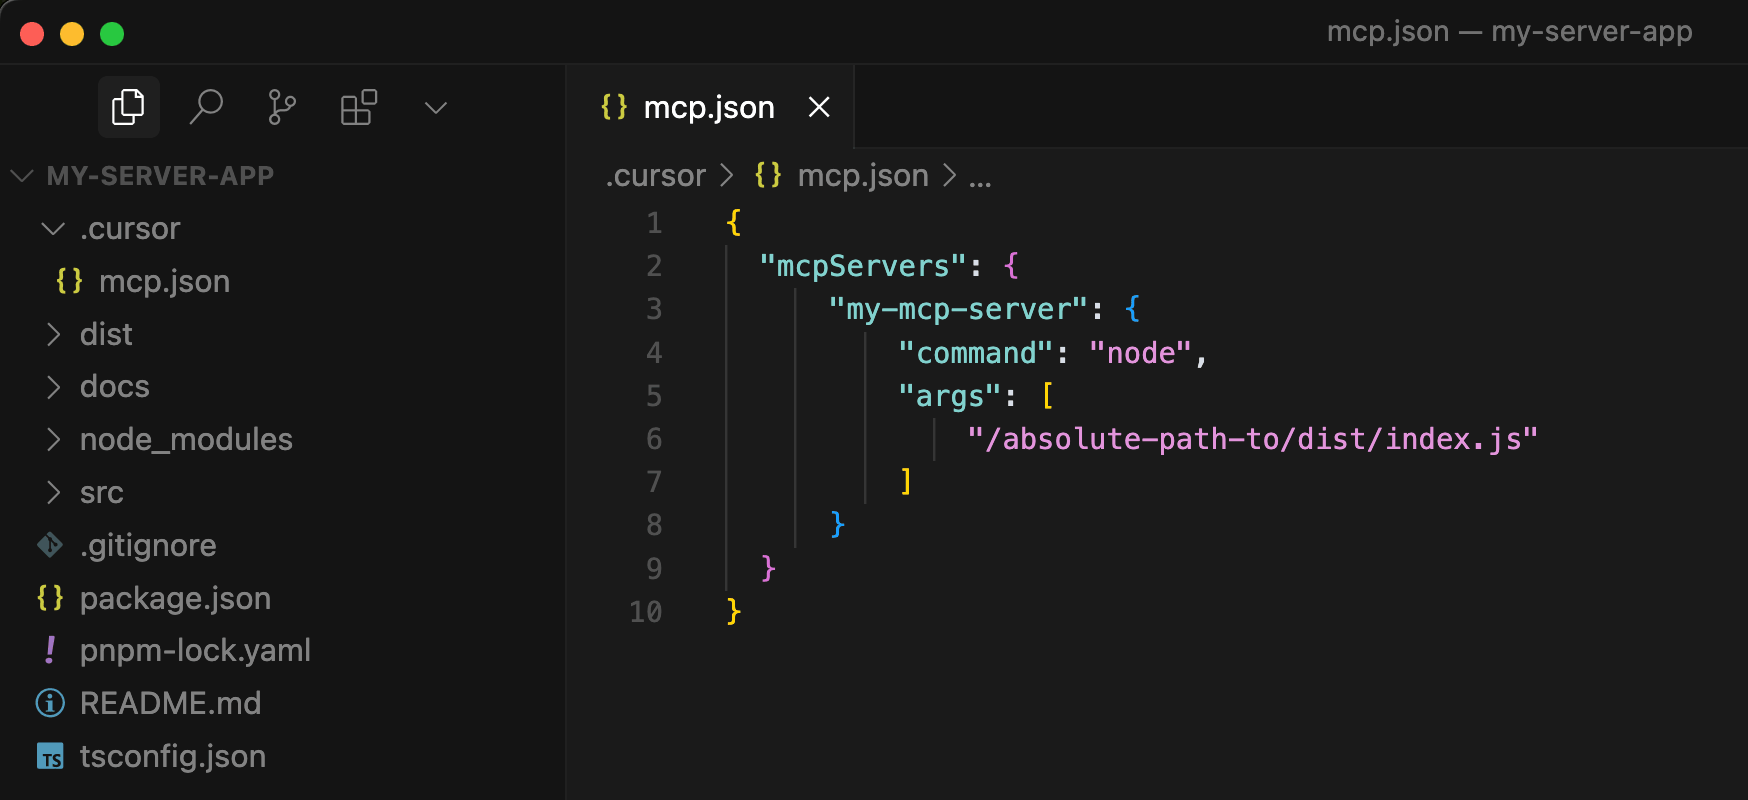 mcp.json — my-server-app
MY-SERVER-APP
.cursor
{} mcp.json
dist
docs
node_modules
src
.gitignore
{} package.json
! pnpm-lock.yaml
README.md
TS tsconfig.json
{} mcp.json
.cursor > {} mcp.json > ...
1 {
2 "mcpServers": {
3 "my-mcp-server": {
4 "command": "node",
5 "args": [
6 "/absolute-path-to/dist/index.js"
7 ]
8 }
9 }
10 }